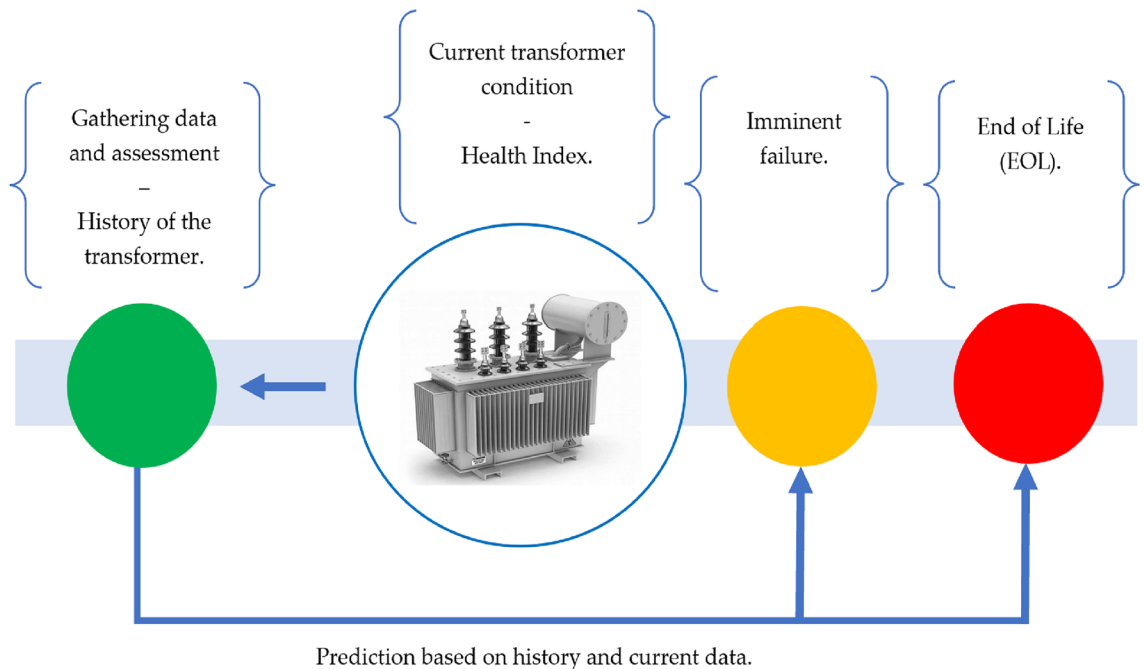 Gathering data
and assessment
–
History of the
transformer.
Current transformer
condition
-
Health Index.
Imminent
failure.
End of Life
(EOL).
Prediction based on history and current data.